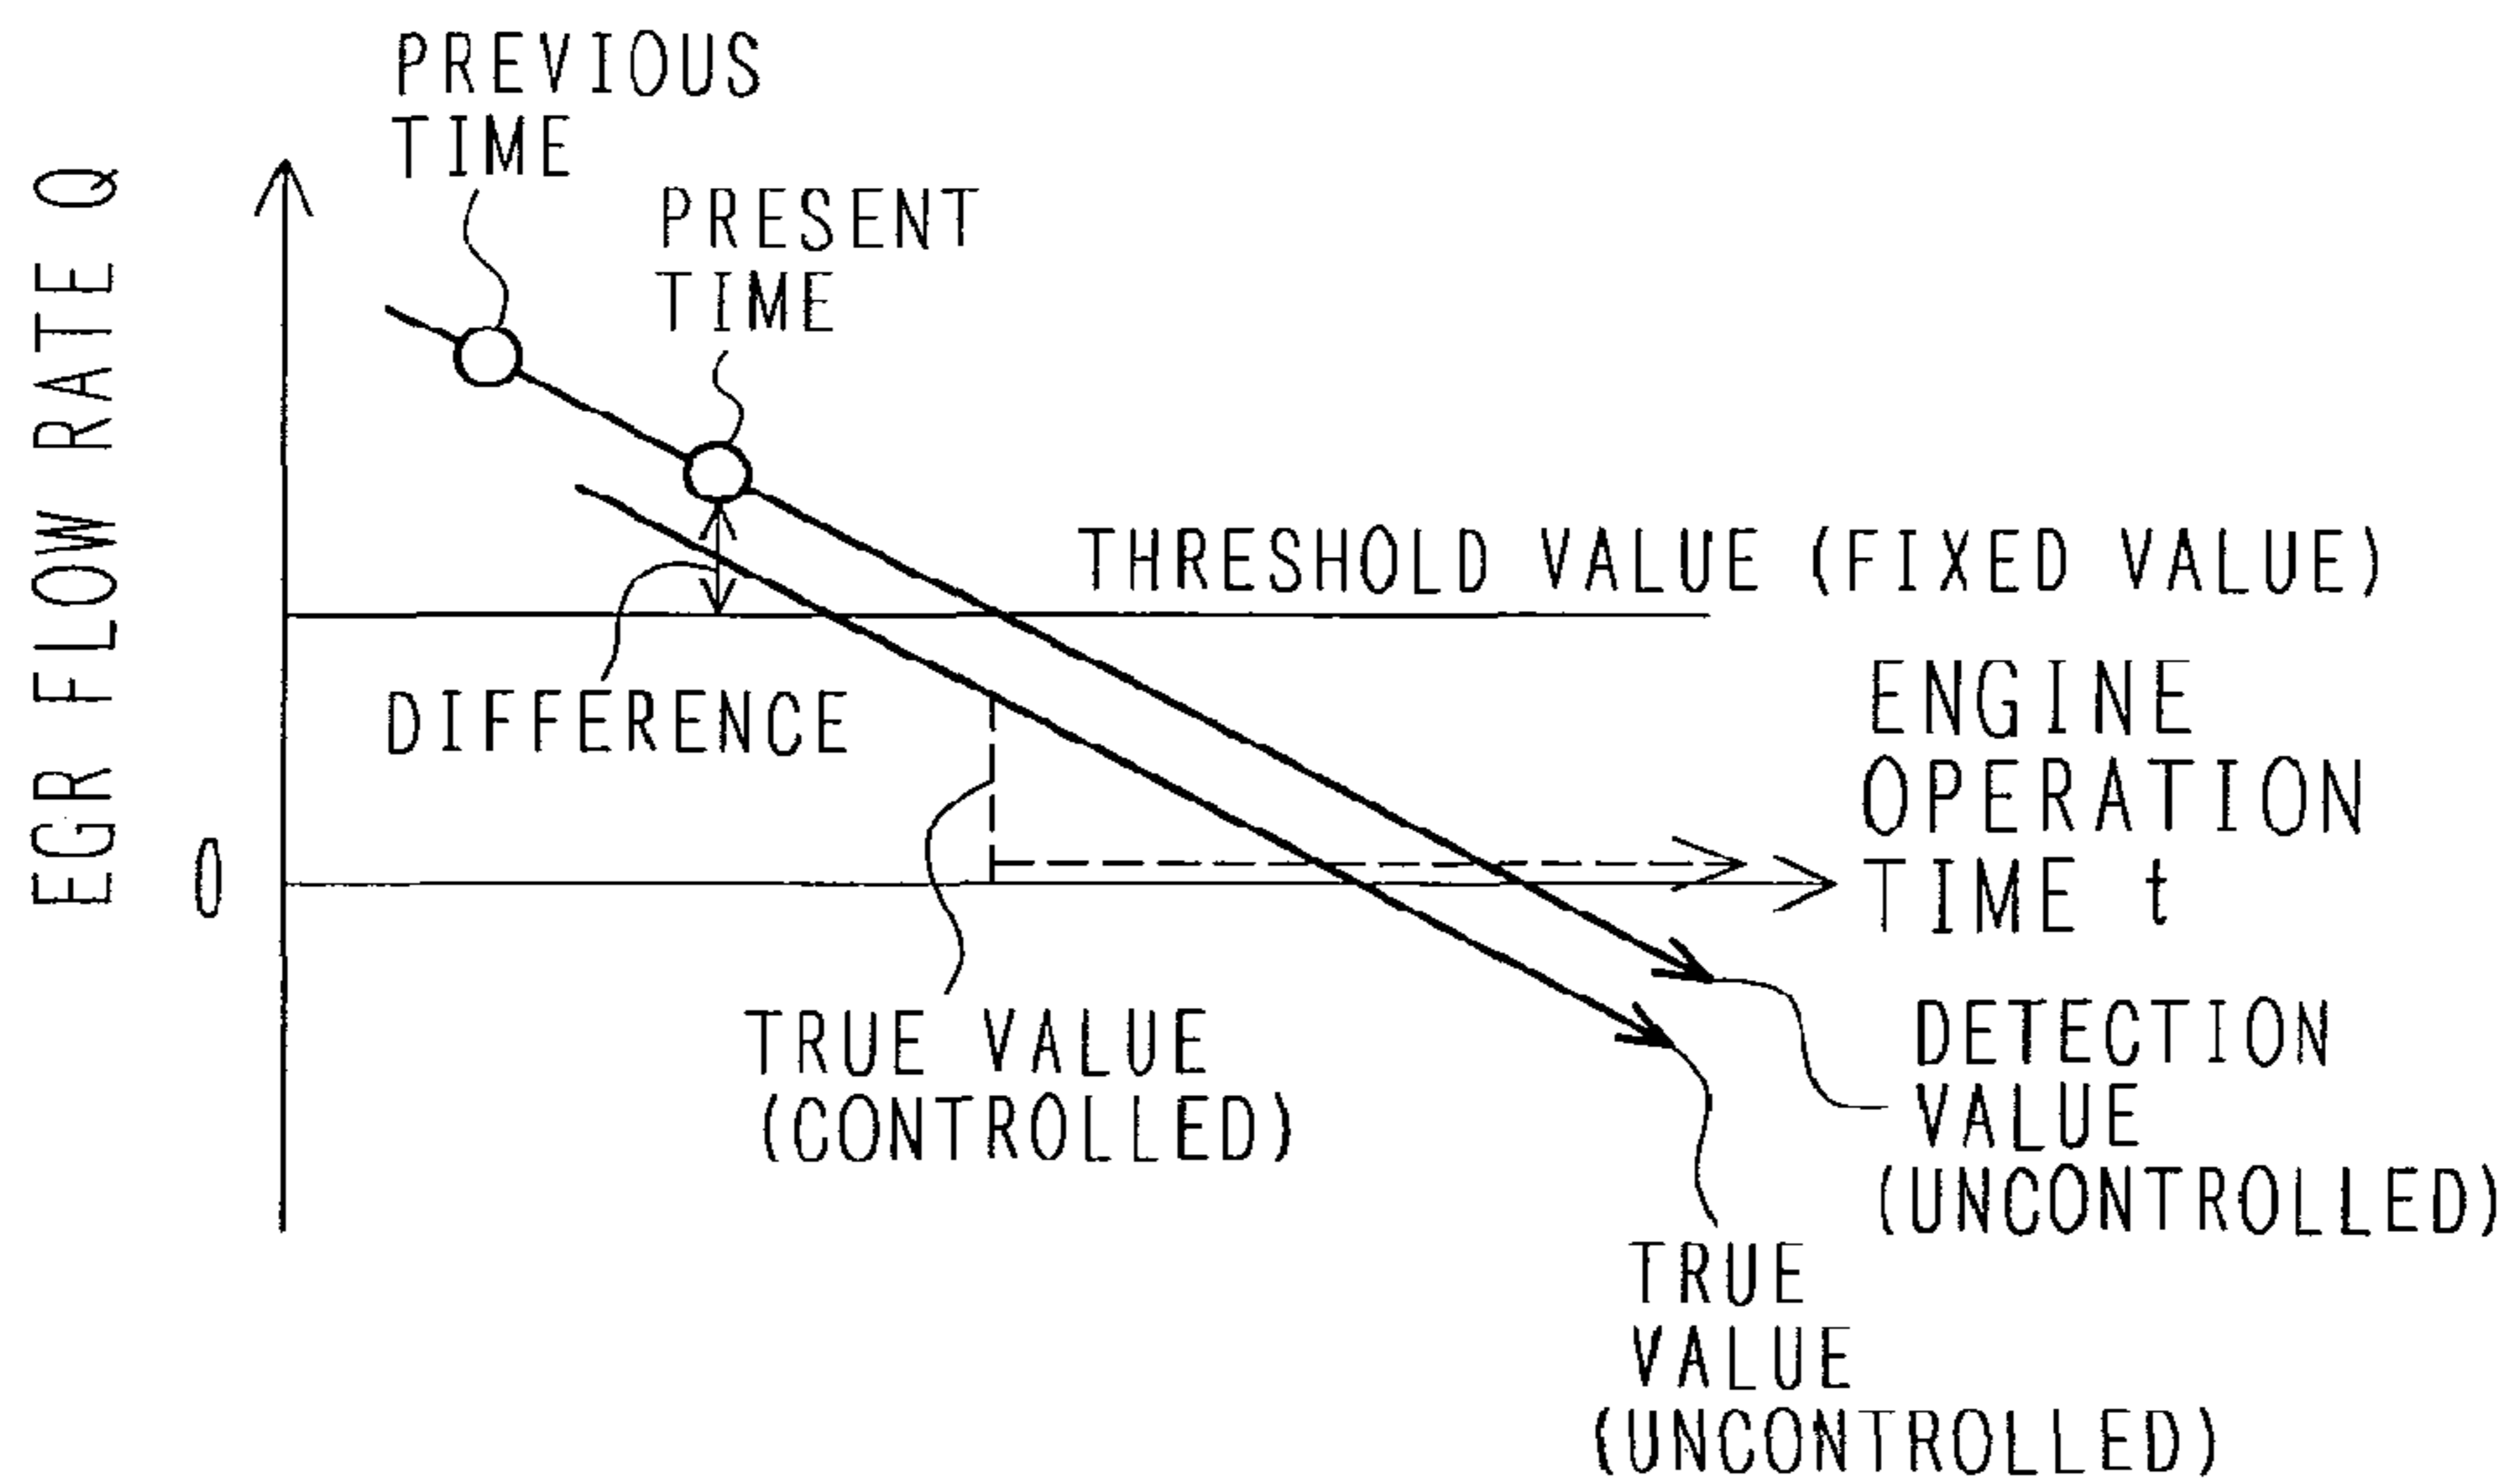 PREVIOUS
TIME
PRESENT
TIME
EGR FLOW RATE Q
THRESHOLD VALUE (FIXED VALUE)
DIFFERENCE
ENGINE
OPERATION
TIME t
0
TRUE VALUE
(CONTROLLED)
DETECTION
VALUE
(UNCONTROLLED)
TRUE
VALUE
(UNCONTROLLED)